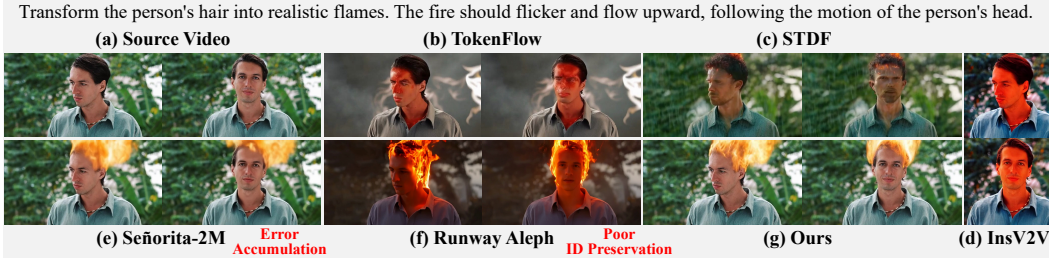 Transform the person's hair into realistic flames. The fire should flicker and flow upward, following the motion of the person's head.
(a) Source Video
(b) TokenFlow
(c) STDF
(e) Señorita-2M
Error
Accumulation
(f) Runway Aleph
Poor
ID Preservation
(g) Ours
(d) InsV2V